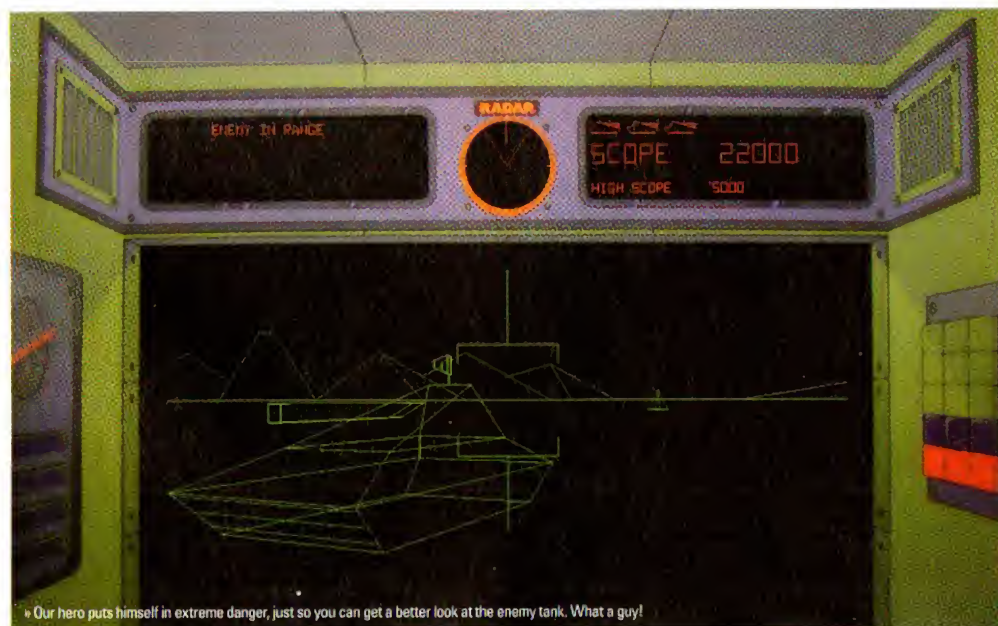 RADAR
ENEMY IN RANGE
SCOPE 22000
HIGH SCOPE 5000
» Our hero puts himself in extreme danger, just so you can get a better look at the enemy tank. What a guy!